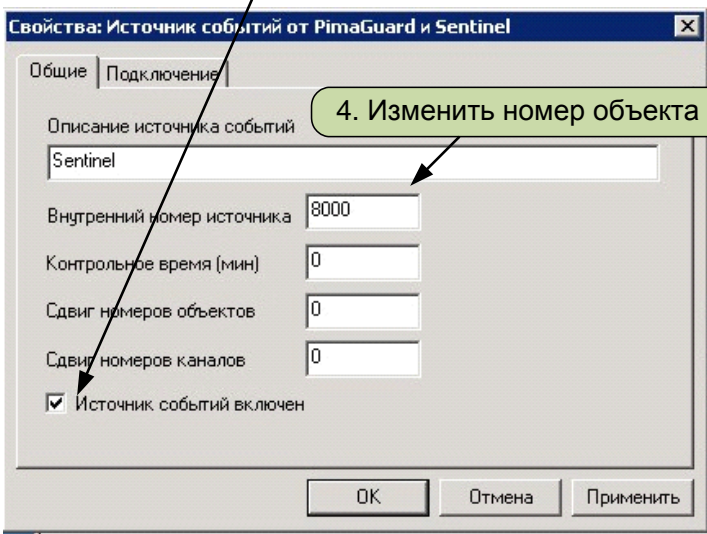 Свойства: Источник событий от PimaGuard и Sentinel
Общие Подключение
4. Изменить номер объекта
Описание источника событий
Sentinel
Внутренний номер источника 8000
Контрольное время (мин) 0
Сдвиг номеров объектов 0
Сдвиг номеров каналов 0
Источник событий включен
OK Отмена Применить